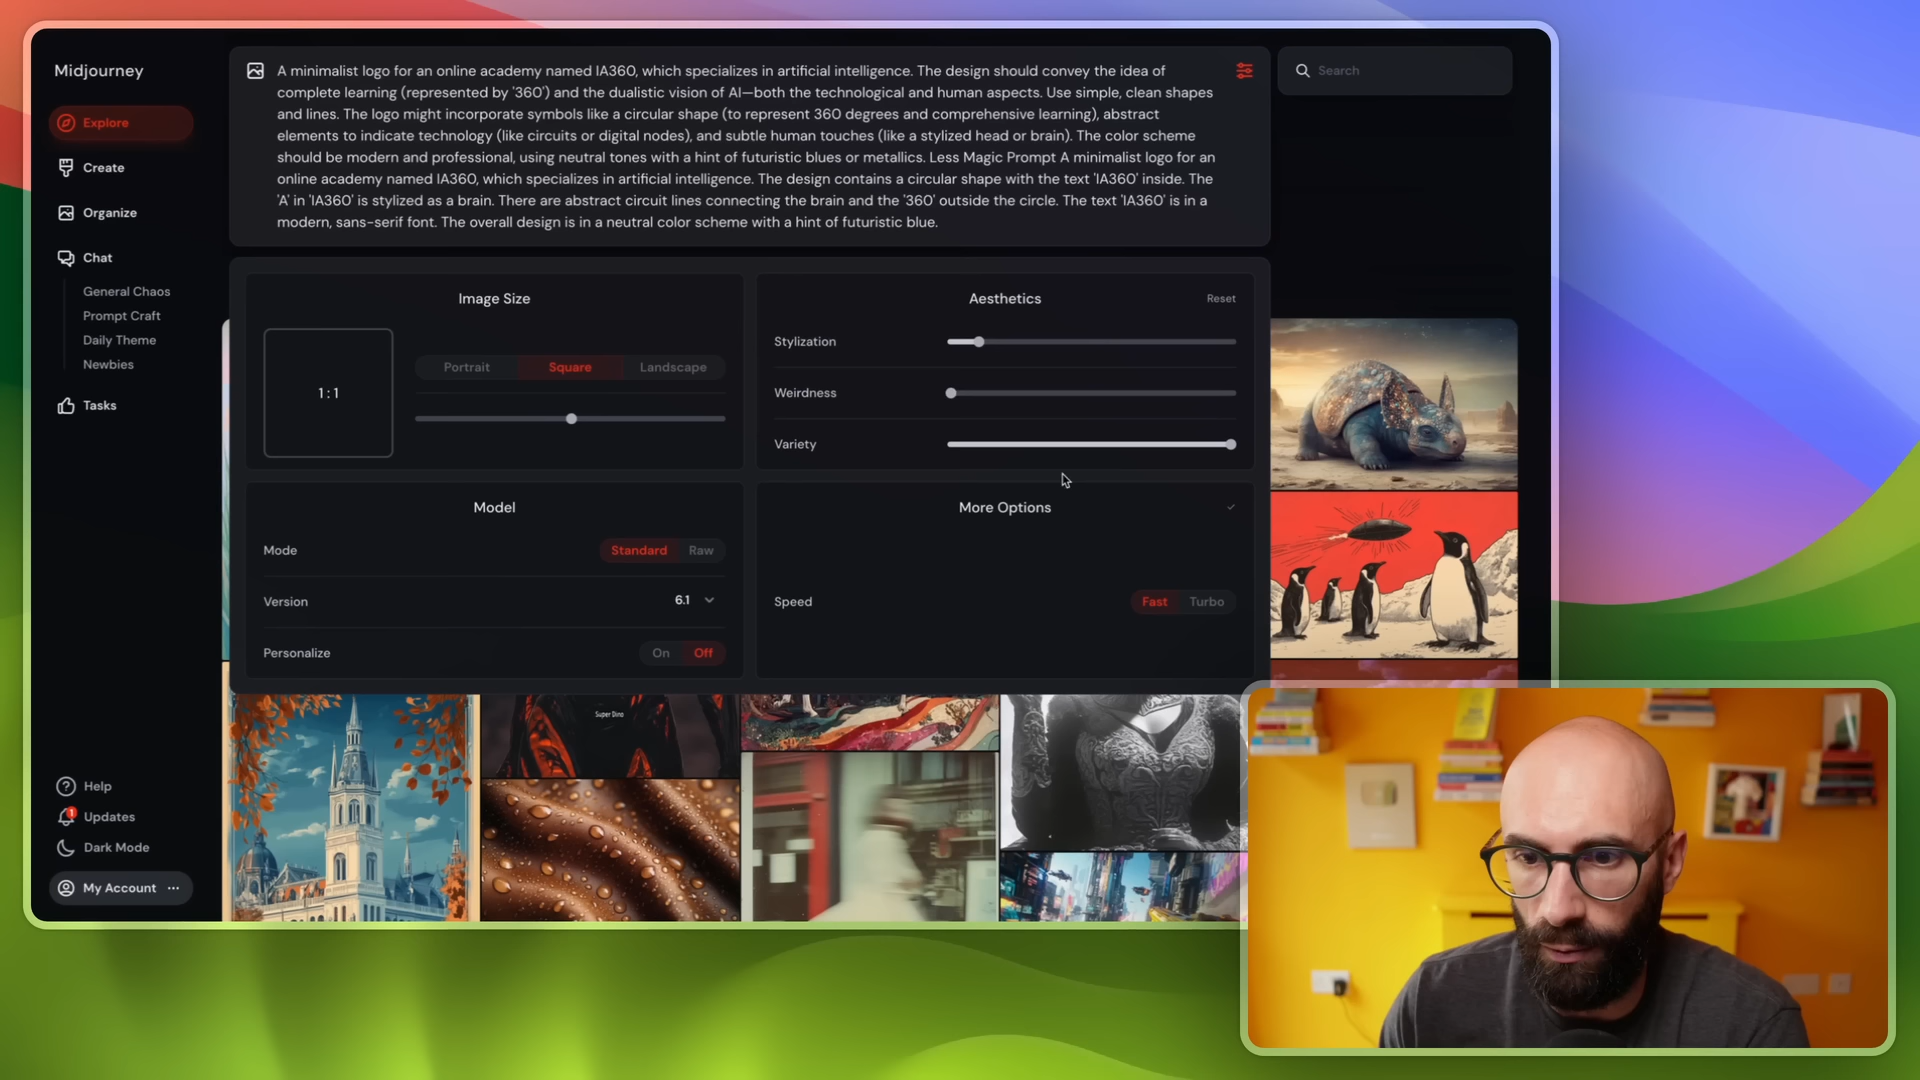 Midjourney
A minimalist logo for an online academy named IA360, which specializes in artificial intelligence. The design should convey the idea of
complete learning (represented by '360') and the dualistic vision of AI—both the technological and human aspects. Use simple, clean shapes
and lines. The logo might incorporate symbols like a circular shape (to represent 360 degrees and comprehensive learning), abstract
elements to indicate technology (like circuits or digital nodes), and subtle human touches (like a stylized head or brain). The color scheme
should be modern and professional, using neutral tones with a hint of futuristic blues or metallics. Less Magic Prompt A minimalist logo for an
online academy named IA360, which specializes in artificial intelligence. The design contains a circular shape with the text 'IA360' inside. The
'A' in 'IA360' is stylized as a brain. There are abstract circuit lines connecting the brain and the '360' outside the circle. The text 'IA360' is in a
modern, sans-serif font. The overall design is in a neutral color scheme with a hint of futuristic blue.
Search
Explore
Create
Organize
Chat
General Chaos
Prompt Craft
Daily Theme
Newbies
Tasks
Image Size
1 : 1
Portrait Square Landscape
Aesthetics Reset
Stylization
Weirdness
Variety
Model
Mode Standard Raw
Version 6.1
Personalize On Off
More Options
Speed Fast Turbo
Super Dino
Help
1
Updates
Dark Mode
My Account ···